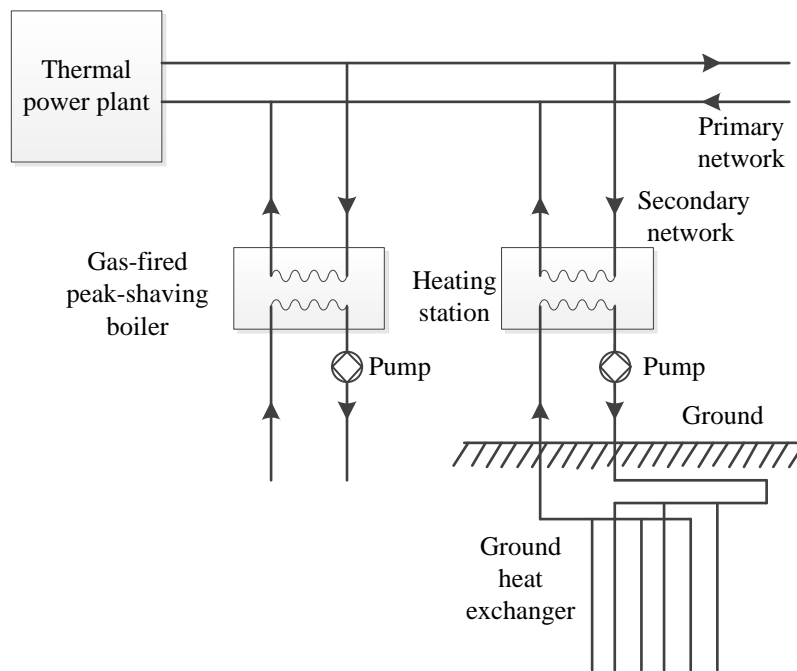 Thermal
power plant
Primary
network
Secondary
network
Gas-fired
peak-shaving
boiler
Heating
station
Pump
Pump
Ground
Ground
heat
exchanger